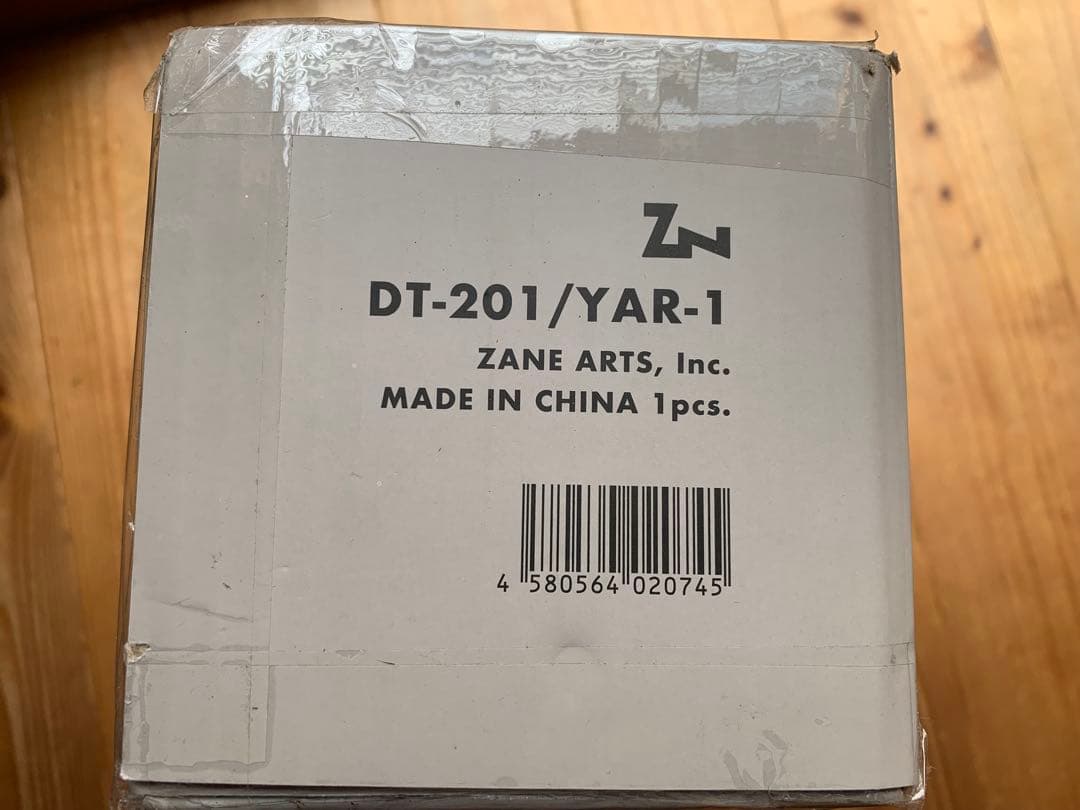 ZN
DT-201/YAR-1
ZANE ARTS, Inc.
MADE IN CHINA 1pcs.
4 580564 020745